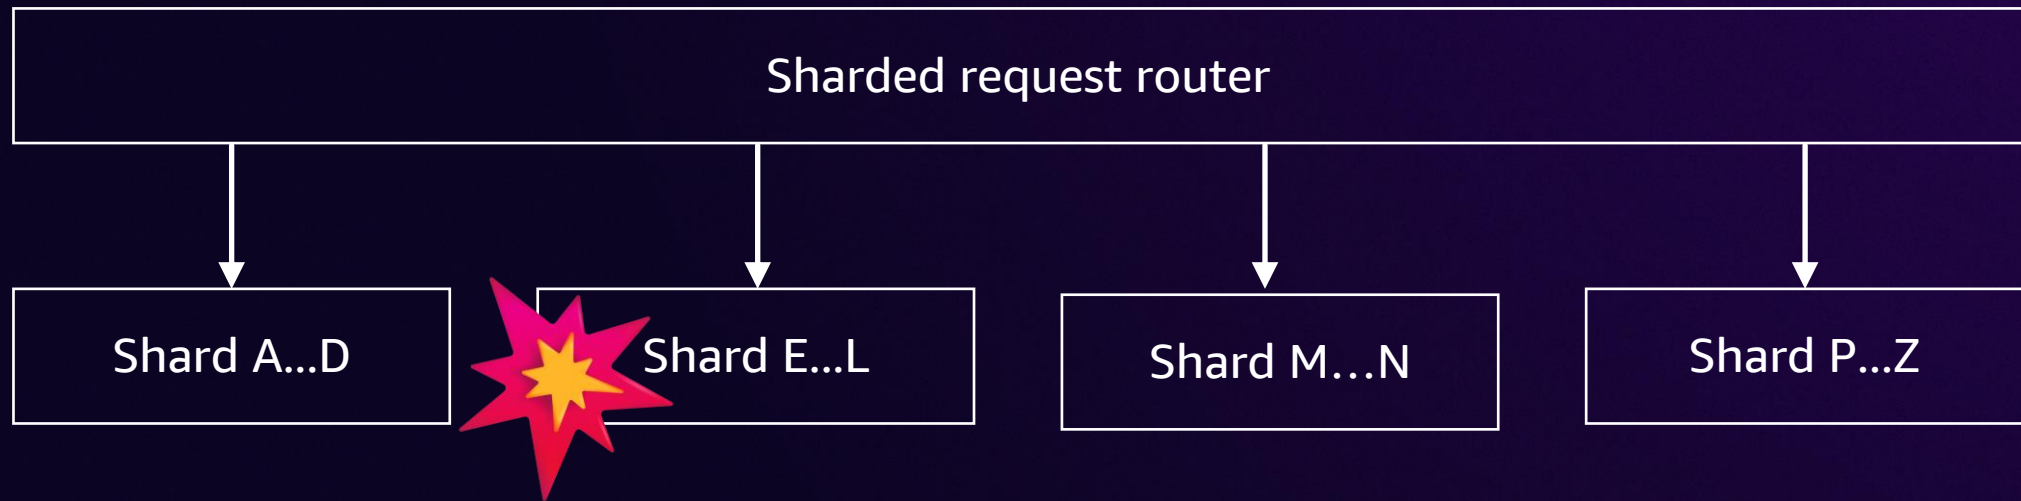 Sharded request router
Shard A...D
Shard E...L
Shard M…N
Shard P...Z